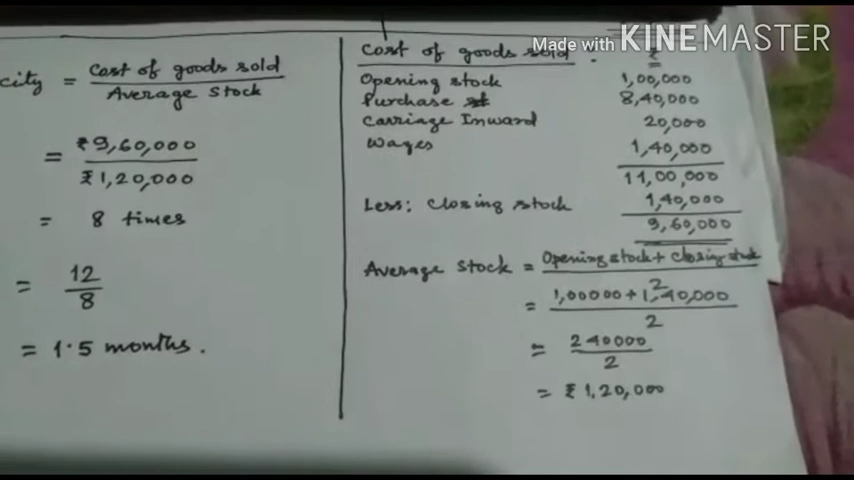 Made with KINEMASTER
city = Cost of goods sold
Average Stock
= ₹9,60,000
₹1,20,000
= 8 times
= 12
8
= 1.5 months.
Cost of goods sold . ₹
Opening stock 1,00,000
Purchase 8,40,000
Carriage Inward 20,000
Wages 1,40,000
11,00,000
Less: Closing stock 1,40,000
9,60,000
Average Stock = Opening stock + Closing stock
2
= 1,00000 + 1,40,000
2
= 240000
2
= ₹1,20,000